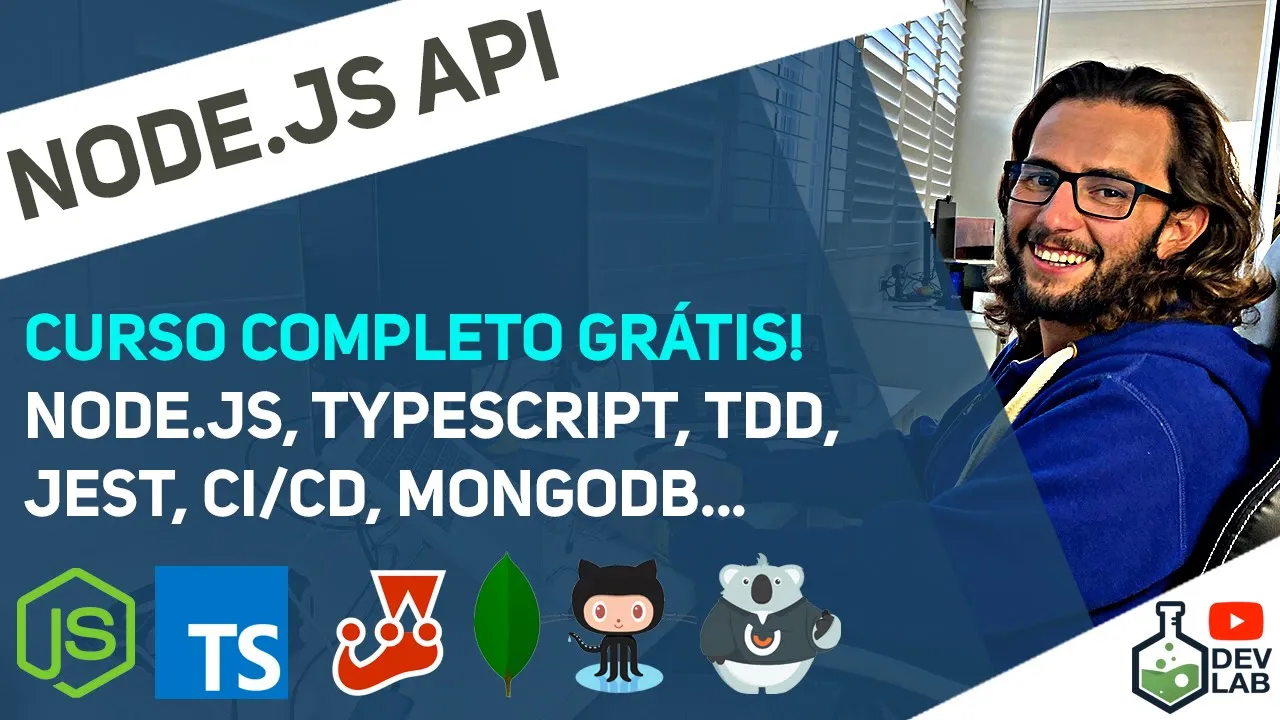 NODE.JS API
CURSO COMPLETO GRÁTIS!
NODE.JS, TYPESCRIPT, TDD,
JEST, CI/CD, MONGODB...
JS
TS
DEV
LAB